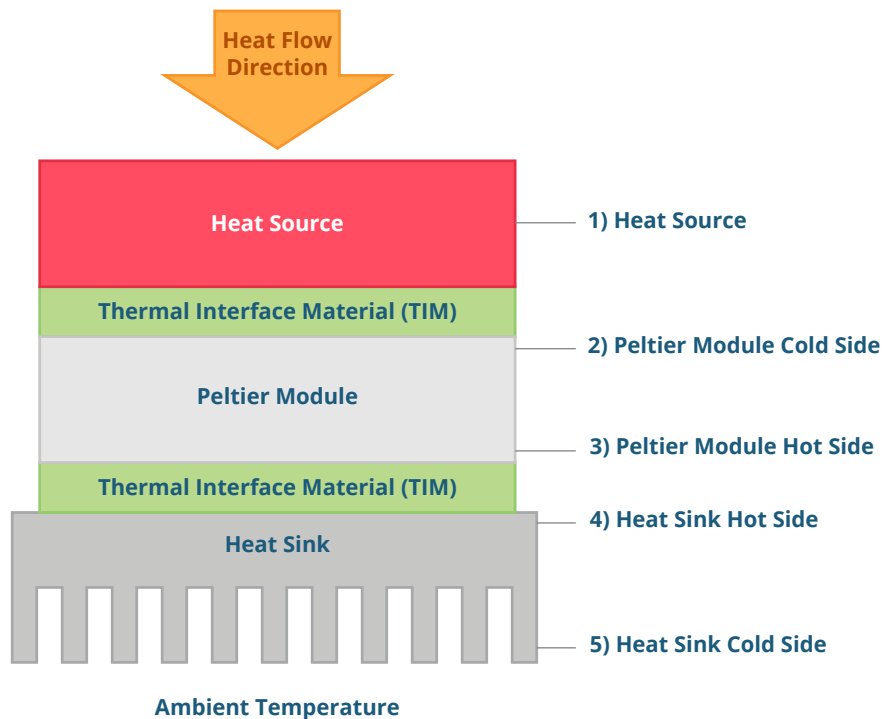 Heat Flow
Direction
Heat Source
1) Heat Source
Thermal Interface Material (TIM)
2) Peltier Module Cold Side
Peltier Module
3) Peltier Module Hot Side
Thermal Interface Material (TIM)
4) Heat Sink Hot Side
Heat Sink
5) Heat Sink Cold Side
Ambient Temperature